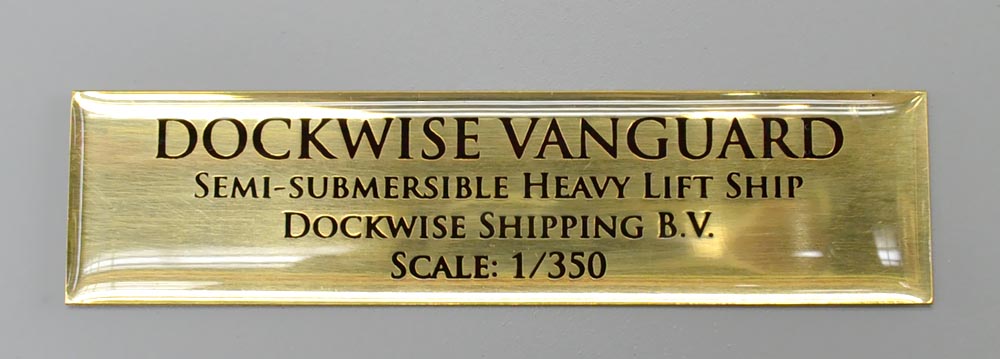 DOCKWISE VANGUARD
SEMI-SUBMERSIBLE HEAVY LIFT SHIP
DOCKWISE SHIPPING B.V.
SCALE: 1/350